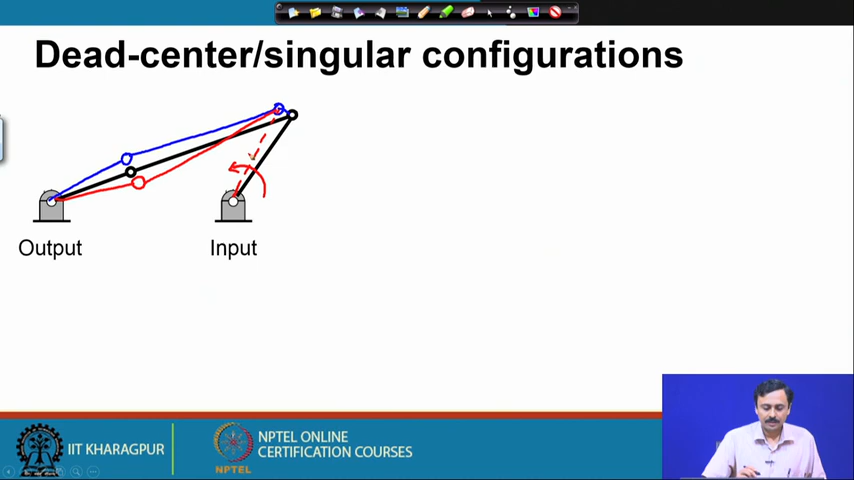 Dead-center/singular configurations
Output
Input
IIT KHARAGPUR
NPTEL
NPTEL ONLINE
CERTIFICATION COURSES